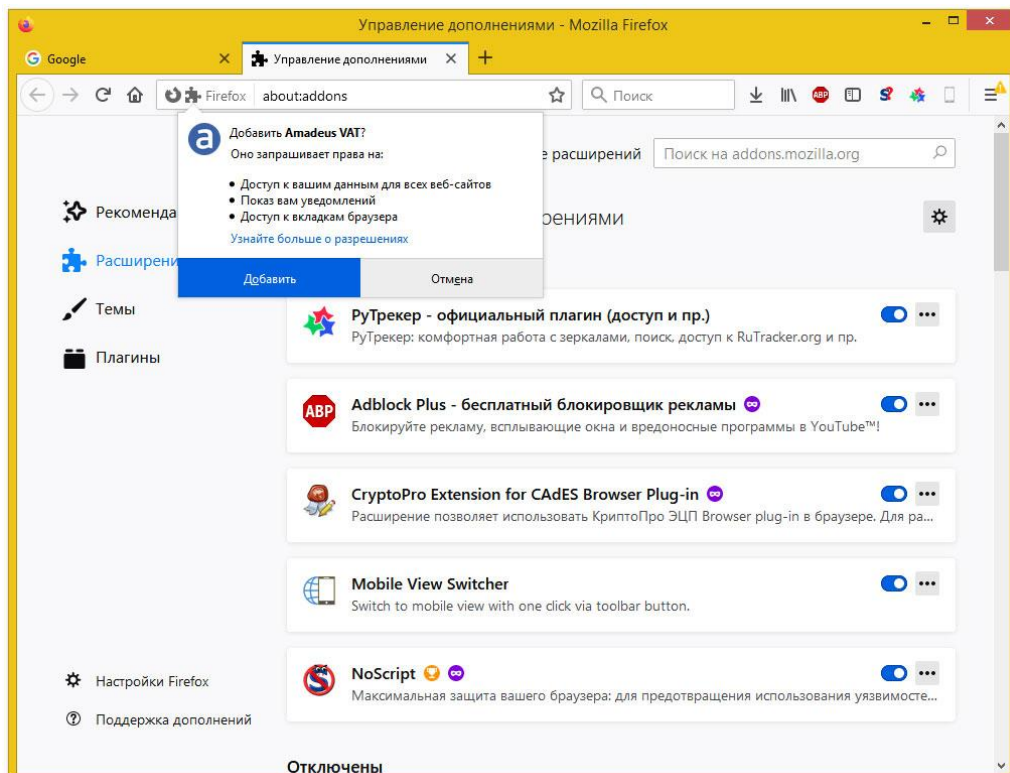 Управление дополнениями - Mozilla Firefox
Google
Управление дополнениями
Firefox
about:addons
Поиск
ABP
Добавить Amadeus VAT?
Оно запрашивает права на:
Доступ к вашим данным для всех веб-сайтов
Показ вам уведомлений
Доступ к вкладкам браузера
Узнайте больше о разрешениях
Добавить
Отмена
е расширений
Поиск на addons.mozilla.org
Рекоменда
рениями
Расширени
Темы
Плагины
РуТрекер - официальный плагин (доступ и пр.)
РуТрекер: комфортная работа с зеркалами, поиск, доступ к RuTracker.org и пр.
ABP
Adblock Plus - бесплатный блокировщик рекламы
Блокируйте рекламу, всплывающие окна и вредоносные программы в YouTube™!
CryptoPro Extension for CAdES Browser Plug-in
Расширение позволяет использовать КриптоПро ЭЦП Browser plug-in в браузере. Для ра...
Mobile View Switcher
Switch to mobile view with one click via toolbar button.
NoScript
Максимальная защита вашего браузера: для предотвращения использования уязвимосте...
Настройки Firefox
Поддержка дополнений
Отключены